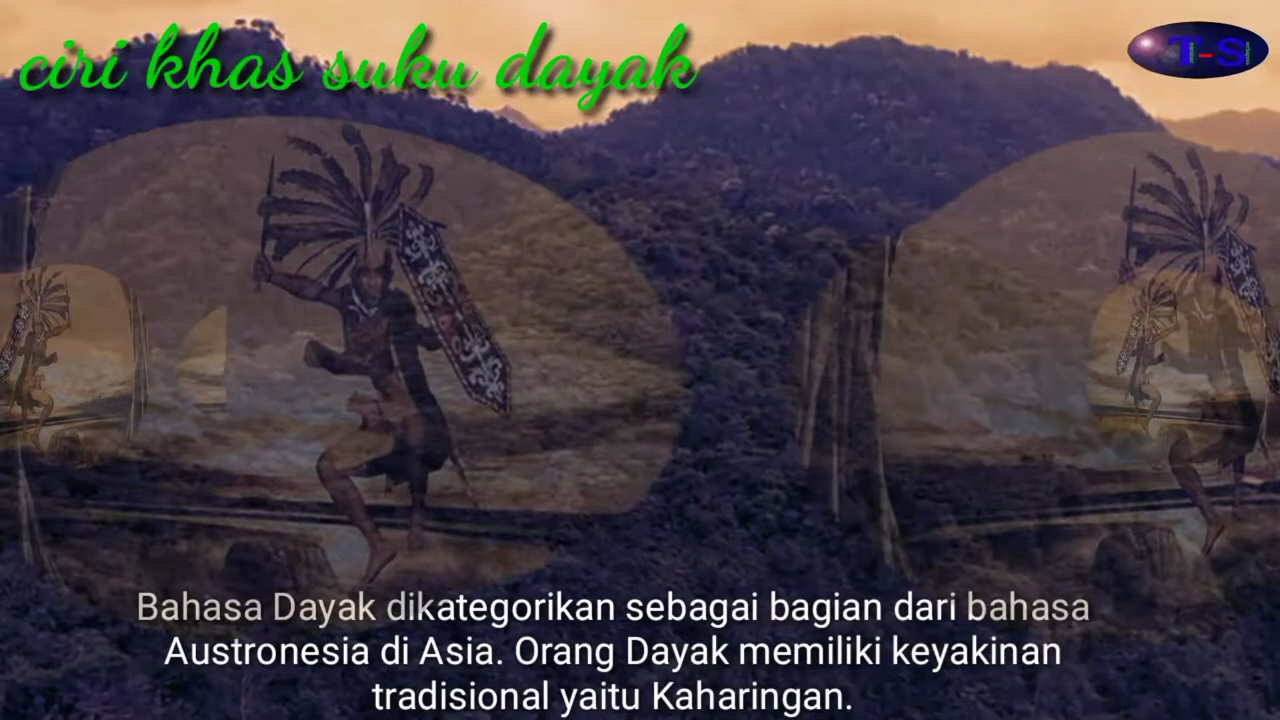 ciri khas suku dayak
T-S
Bahasa Dayak dikategorikan sebagai bagian dari bahasa
Austronesia di Asia. Orang Dayak memiliki keyakinan
tradisional yaitu Kaharingan.